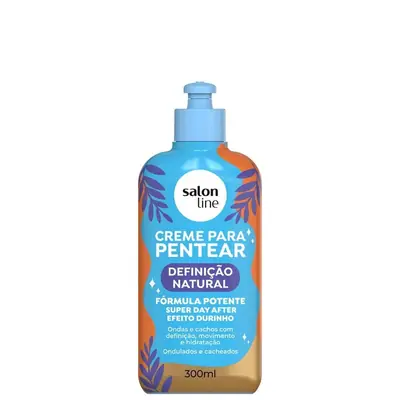 salon
line
CREME PARA
PENTEAR
DEFINIÇÃO
NATURAL
FÓRMULA POTENTE
SUPER DAY AFTER
EFEITO DURINHO
Ondas e cachos com
definição, movimento
e hidratação
Ondulados e cacheados
300ml